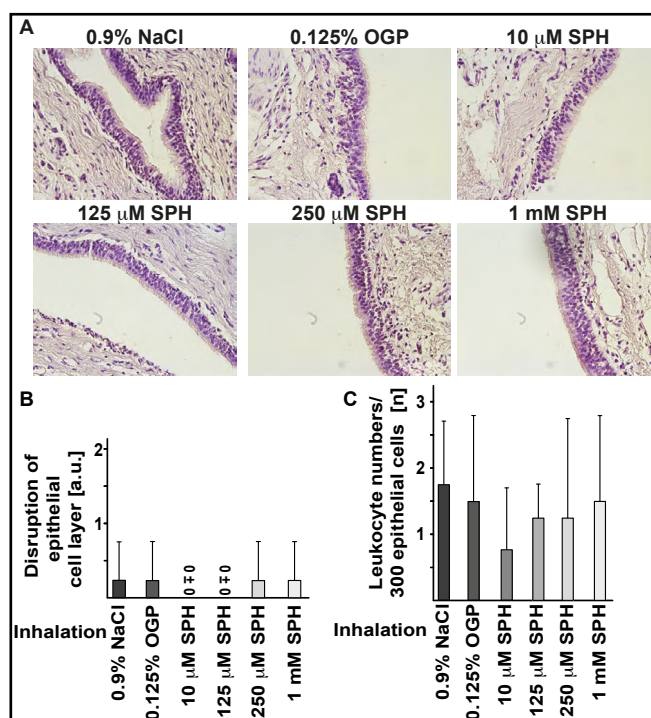 A
0.9% NaCl
0.125% OGP
10 μM SPH
125 μM SPH
250 μM SPH
1 mM SPH
B
Disruption of
epithelial
cell layer [a.u.]
2
1
0 ∓ 0
0 ∓ 0
Inhalation
0.9% NaCl
0.125% OGP
10 μM SPH
125 μM SPH
250 μM SPH
1 mM SPH
C
Leukocyte numbers/
300 epithelial cells [n]
3
2
1
Inhalation
0.9% NaCl
0.125% OGP
10 μM SPH
125 μM SPH
250 μM SPH
1 mM SPH